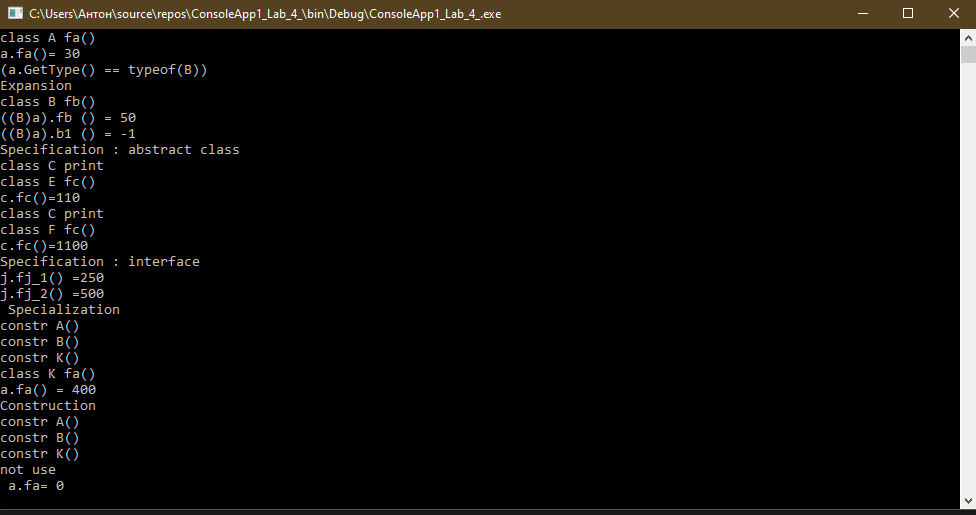 C:\Users\Антон\source\repos\ConsoleApp1_Lab_4_\bin\Debug\ConsoleApp1_Lab_4_.exe
class A fa()
a.fa()= 30
(a.GetType() == typeof(B))
Expansion
class B fb()
((B)a).fb () = 50
((B)a).b1 () = -1
Specification : abstract class
class C print
class E fc()
c.fc()=110
class C print
class F fc()
c.fc()=1100
Specification : interface
j.fj_1() =250
j.fj_2() =500
 Specialization
constr A()
constr B()
constr K()
class K fa()
a.fa() = 400
Construction
constr A()
constr B()
constr K()
not use
 a.fa= 0